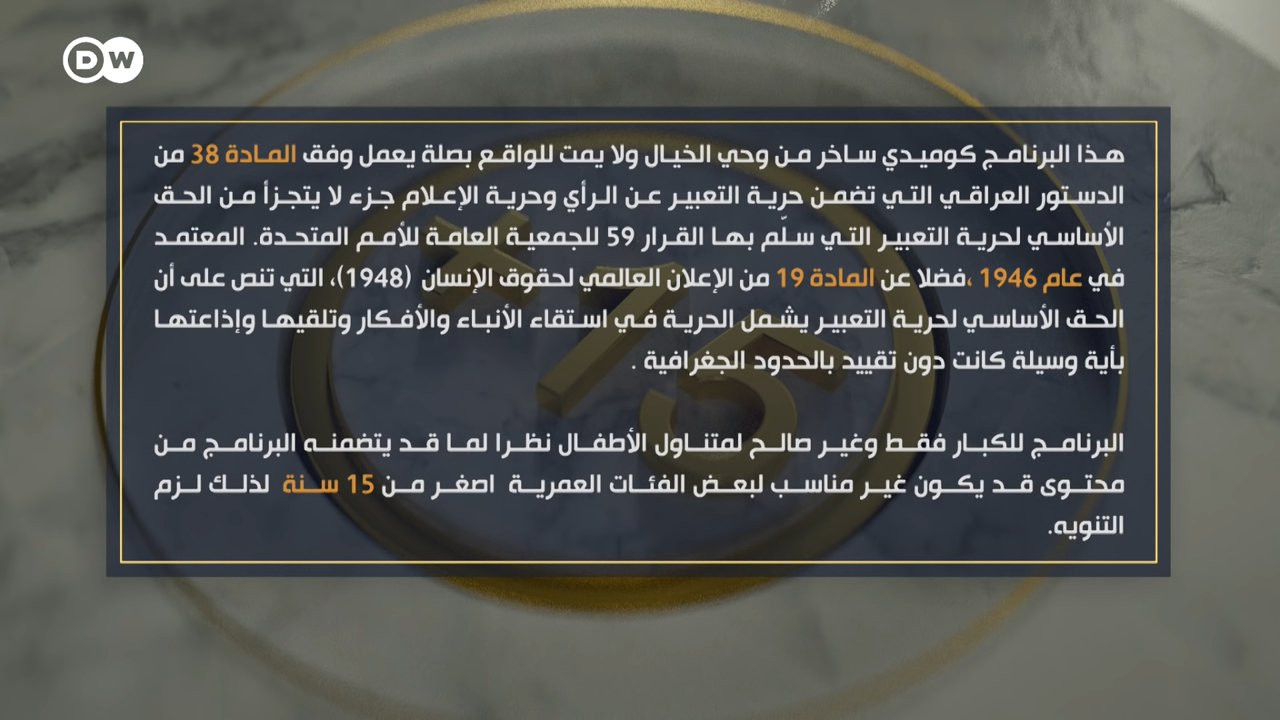 DW
هذا البرنامج كوميدي ساخر من وحي الخيال ولا يمت للواقع بصلة يعمل وفق المادة 38 من
الدستور العراقي التي تضمن حرية التعبير عن الرأي وحرية الإعلام جزء لا يتجزأ من الحق
الأساسي لحرية التعبير التي سلّم بها القرار 59 للجمعية العامة للأمم المتحدة. المعتمد
في عام 1946 ،فضلا عن المادة 19 من الإعلان العالمي لحقوق الإنسان (1948)، التي تنص على أن
الحق الأساسي لحرية التعبير يشمل الحرية في استقاء الأنباء والأفكار وتلقيها وإذاعتها
بأية وسيلة كانت دون تقييد بالحدود الجغرافية .
البرنامج للكبار فقط وغير صالح لمتناول الأطفال نظرا لما قد يتضمنه البرنامج من
محتوى قد يكون غير مناسب لبعض الفئات العمرية اصغر من 15 سنة لذلك لزم
التنويه.
+15